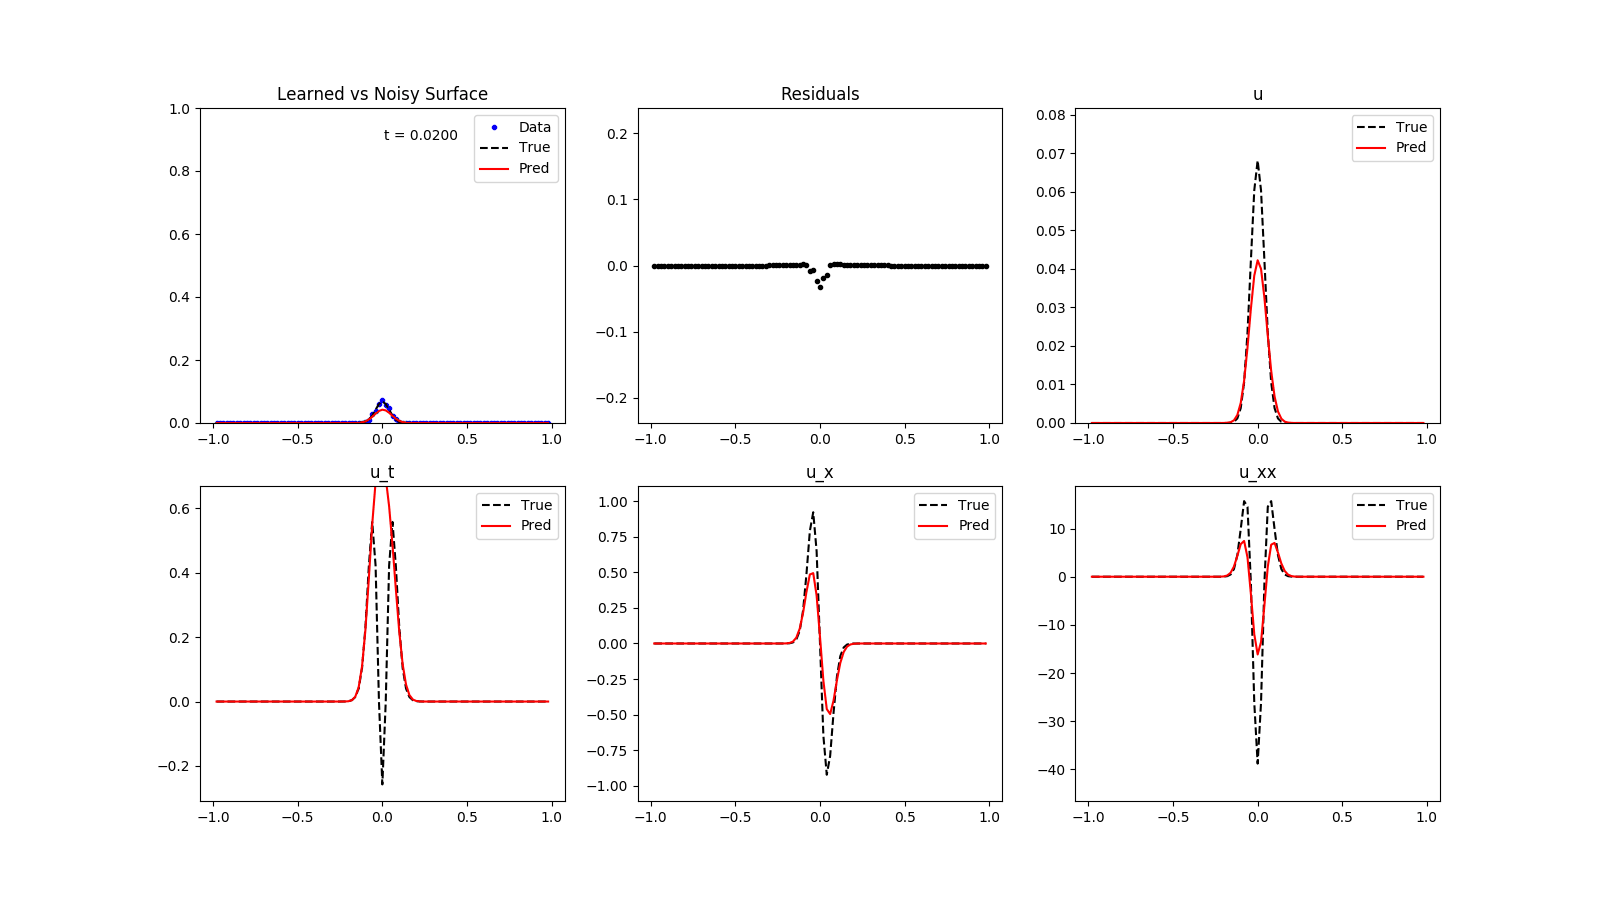 Learned vs Noisy Surface
1.0
0.8
0.6
0.4
0.2
0.0
−1.0 −0.5 0.0 0.5 1.0
t = 0.0200
Data
True
Pred
Residuals
0.2
0.1
0.0
−0.1
−0.2
−1.0 −0.5 0.0 0.5 1.0
u
0.08
0.07
0.06
0.05
0.04
0.03
0.02
0.01
0.00
−1.0 −0.5 0.0 0.5 1.0
True
Pred
u_t
0.6
0.4
0.2
0.0
−0.2
−1.0 −0.5 0.0 0.5 1.0
True
Pred
u_x
1.00
0.75
0.50
0.25
0.00
−0.25
−0.50
−0.75
−1.00
−1.0 −0.5 0.0 0.5 1.0
True
Pred
u_xx
10
0
−10
−20
−30
−40
−1.0 −0.5 0.0 0.5 1.0
True
Pred